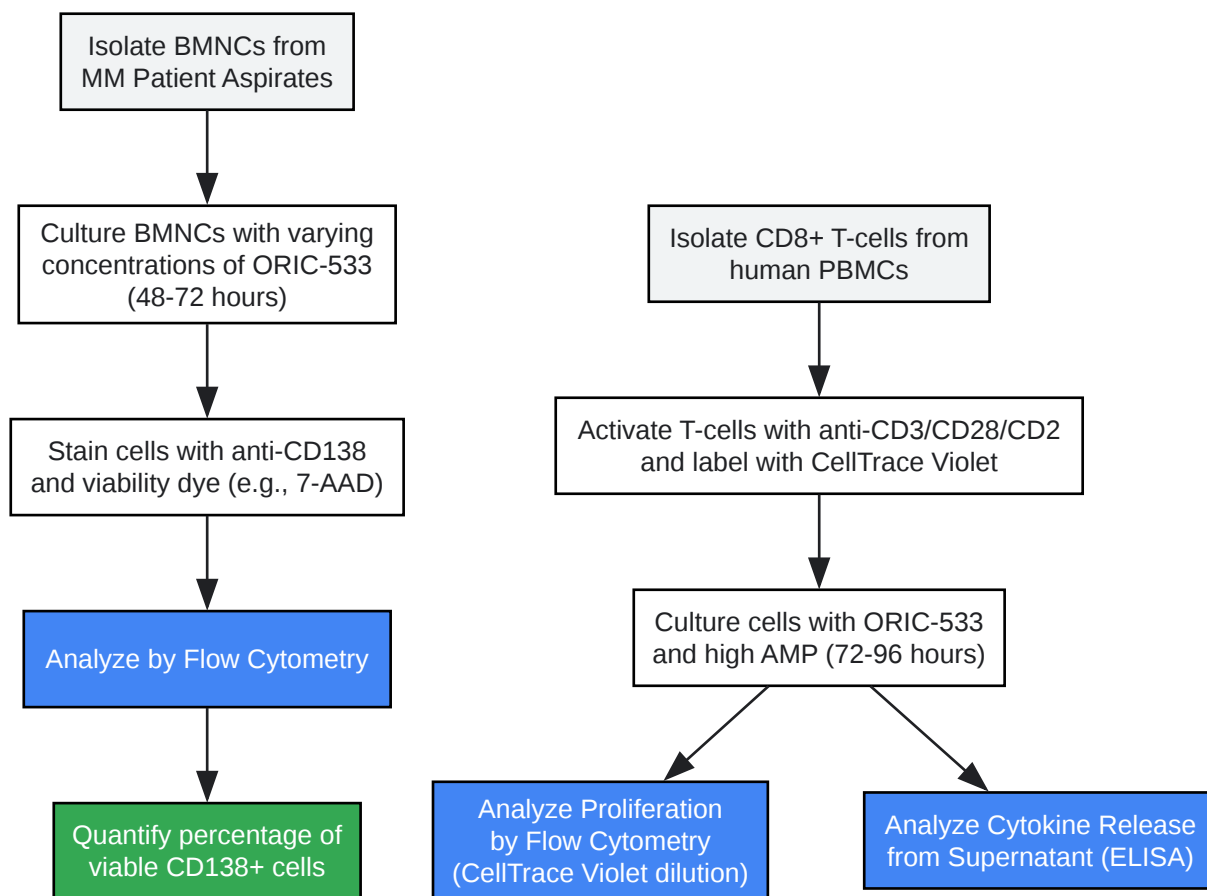 Isolate BMNCs from
MM Patient Aspirates
Culture BMNCs with varying
concentrations of ORIC-533
(48-72 hours)
Stain cells with anti-CD138
and viability dye (e.g., 7-AAD)
Analyze by Flow Cytometry
Quantify percentage of
viable CD138+ cells
Isolate CD8+ T-cells from
human PBMCs
Activate T-cells with anti-CD3/CD28/CD2
and label with CellTrace Violet
Culture cells with ORIC-533
and high AMP (72-96 hours)
Analyze Proliferation
by Flow Cytometry
(CellTrace Violet dilution)
Analyze Cytokine Release
from Supernatant (ELISA)